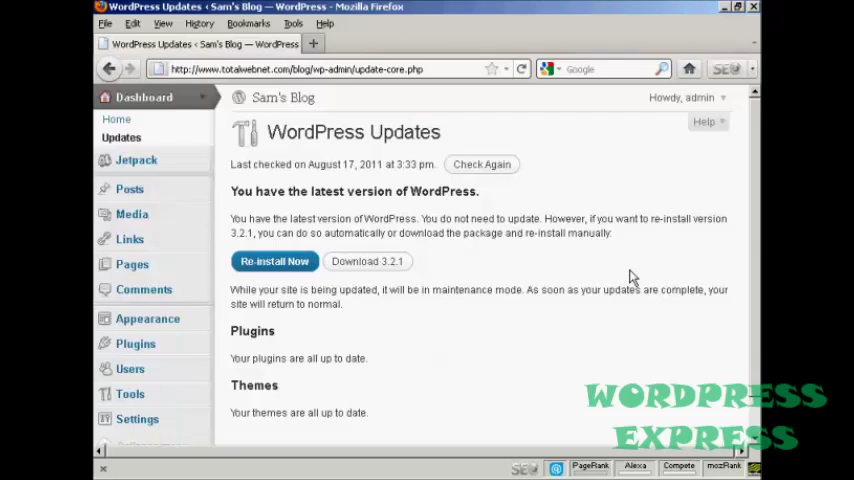 WordPress Updates ‹ Sam's Blog — WordPress - Mozilla Firefox
File Edit View History Bookmarks Tools Help
WordPress Updates ‹ Sam's Blog — WordPress +
http://www.totalwebnet.com/blog/wp-admin/update-core.php Google SEO
Dashboard Sam's Blog Howdy, admin
Home
Updates
Jetpack
Posts
Media
Links
Pages
Comments
Appearance
Plugins
Users
Tools
Settings
Help
WordPress Updates
Last checked on August 17, 2011 at 3:33 pm. Check Again
You have the latest version of WordPress.
You have the latest version of WordPress. You do not need to update. However, if you want to re-install version
3.2.1, you can do so automatically or download the package and re-install manually:
Re-install Now Download 3.2.1
While your site is being updated, it will be in maintenance mode. As soon as your updates are complete, your
site will return to normal.
Plugins
Your plugins are all up to date.
Themes
Your themes are all up to date.
WORDPRESS
EXPRESS
SEO PageRank Alexa Compete mozRank